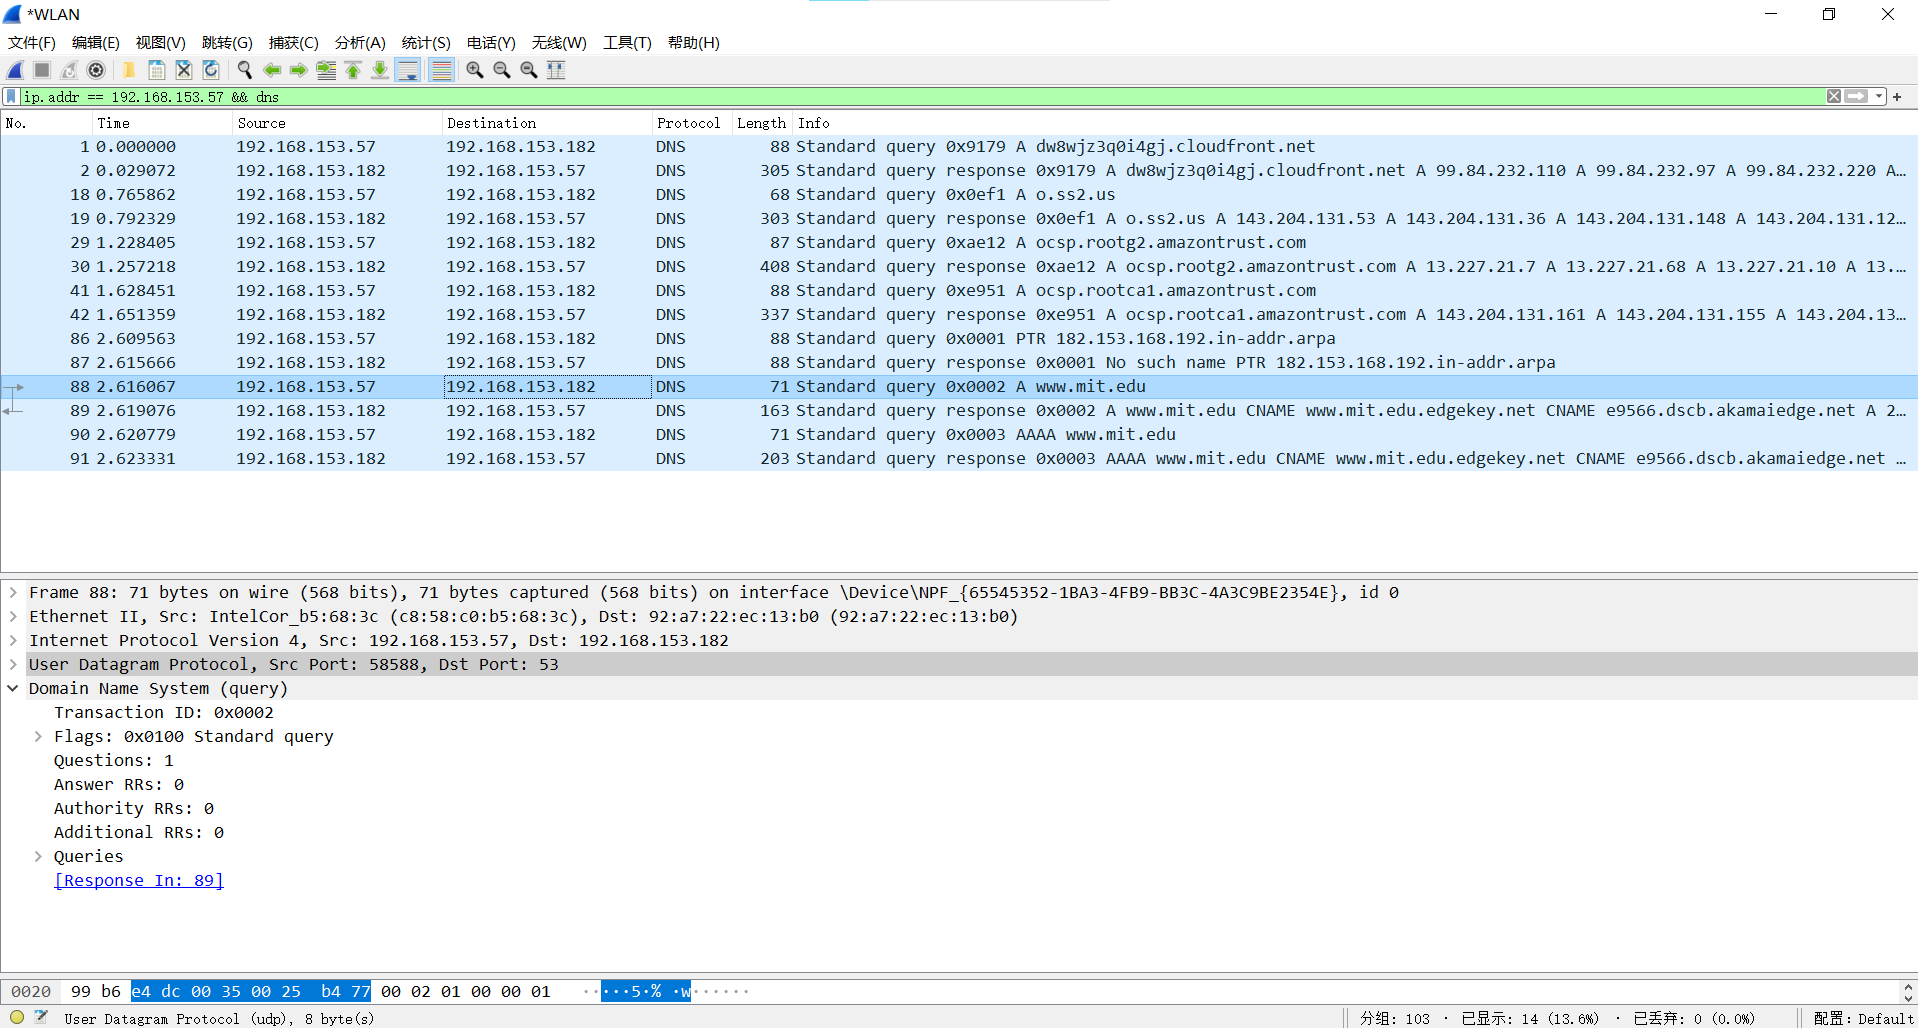 *WLAN
文件(F) 编辑(E) 视图(V) 跳转(G) 捕获(C) 分析(A) 统计(S) 电话(Y) 无线(W) 工具(T) 帮助(H)
ip.addr == 192.168.153.57 && dns
No. Time Source Destination Protocol Length Info
1 0.000000 192.168.153.57 192.168.153.182 DNS 88 Standard query 0x9179 A dw8wjz3q0i4gj.cloudfront.net
2 0.029072 192.168.153.182 192.168.153.57 DNS 305 Standard query response 0x9179 A dw8wjz3q0i4gj.cloudfront.net A 99.84.232.110 A 99.84.232.97 A 99.84.232.220 A…
18 0.765862 192.168.153.57 192.168.153.182 DNS 68 Standard query 0x0ef1 A o.ss2.us
19 0.792329 192.168.153.182 192.168.153.57 DNS 303 Standard query response 0x0ef1 A o.ss2.us A 143.204.131.53 A 143.204.131.36 A 143.204.131.148 A 143.204.131.12…
29 1.228405 192.168.153.57 192.168.153.182 DNS 87 Standard query 0xae12 A ocsp.rootg2.amazontrust.com
30 1.257218 192.168.153.182 192.168.153.57 DNS 408 Standard query response 0xae12 A ocsp.rootg2.amazontrust.com A 13.227.21.7 A 13.227.21.68 A 13.227.21.10 A 13.…
41 1.628451 192.168.153.57 192.168.153.182 DNS 88 Standard query 0xe951 A ocsp.rootca1.amazontrust.com
42 1.651359 192.168.153.182 192.168.153.57 DNS 337 Standard query response 0xe951 A ocsp.rootca1.amazontrust.com A 143.204.131.161 A 143.204.131.155 A 143.204.13…
86 2.609563 192.168.153.57 192.168.153.182 DNS 88 Standard query 0x0001 PTR 182.153.168.192.in-addr.arpa
87 2.615666 192.168.153.182 192.168.153.57 DNS 88 Standard query response 0x0001 No such name PTR 182.153.168.192.in-addr.arpa
88 2.616067 192.168.153.57 192.168.153.182 DNS 71 Standard query 0x0002 A www.mit.edu
89 2.619076 192.168.153.182 192.168.153.57 DNS 163 Standard query response 0x0002 A www.mit.edu CNAME www.mit.edu.edgekey.net CNAME e9566.dscb.akamaiedge.net A 2…
90 2.620779 192.168.153.57 192.168.153.182 DNS 71 Standard query 0x0003 AAAA www.mit.edu
91 2.623331 192.168.153.182 192.168.153.57 DNS 203 Standard query response 0x0003 AAAA www.mit.edu CNAME www.mit.edu.edgekey.net CNAME e9566.dscb.akamaiedge.net …
Frame 88: 71 bytes on wire (568 bits), 71 bytes captured (568 bits) on interface \Device\NPF_{65545352-1BA3-4FB9-BB3C-4A3C9BE2354E}, id 0
Ethernet II, Src: IntelCor_b5:68:3c (c8:58:c0:b5:68:3c), Dst: 92:a7:22:ec:13:b0 (92:a7:22:ec:13:b0)
Internet Protocol Version 4, Src: 192.168.153.57, Dst: 192.168.153.182
User Datagram Protocol, Src Port: 58588, Dst Port: 53
Domain Name System (query)
Transaction ID: 0x0002
Flags: 0x0100 Standard query
Questions: 1
Answer RRs: 0
Authority RRs: 0
Additional RRs: 0
Queries
[Response In: 89]
0020 99 b6 e4 dc 00 35 00 25 b4 77 00 02 01 00 00 01 ·····5·% ·w······
User Datagram Protocol (udp), 8 byte(s) 分组: 103 · 已显示: 14 (13.6%) · 已丢弃: 0 (0.0%) 配置: Default